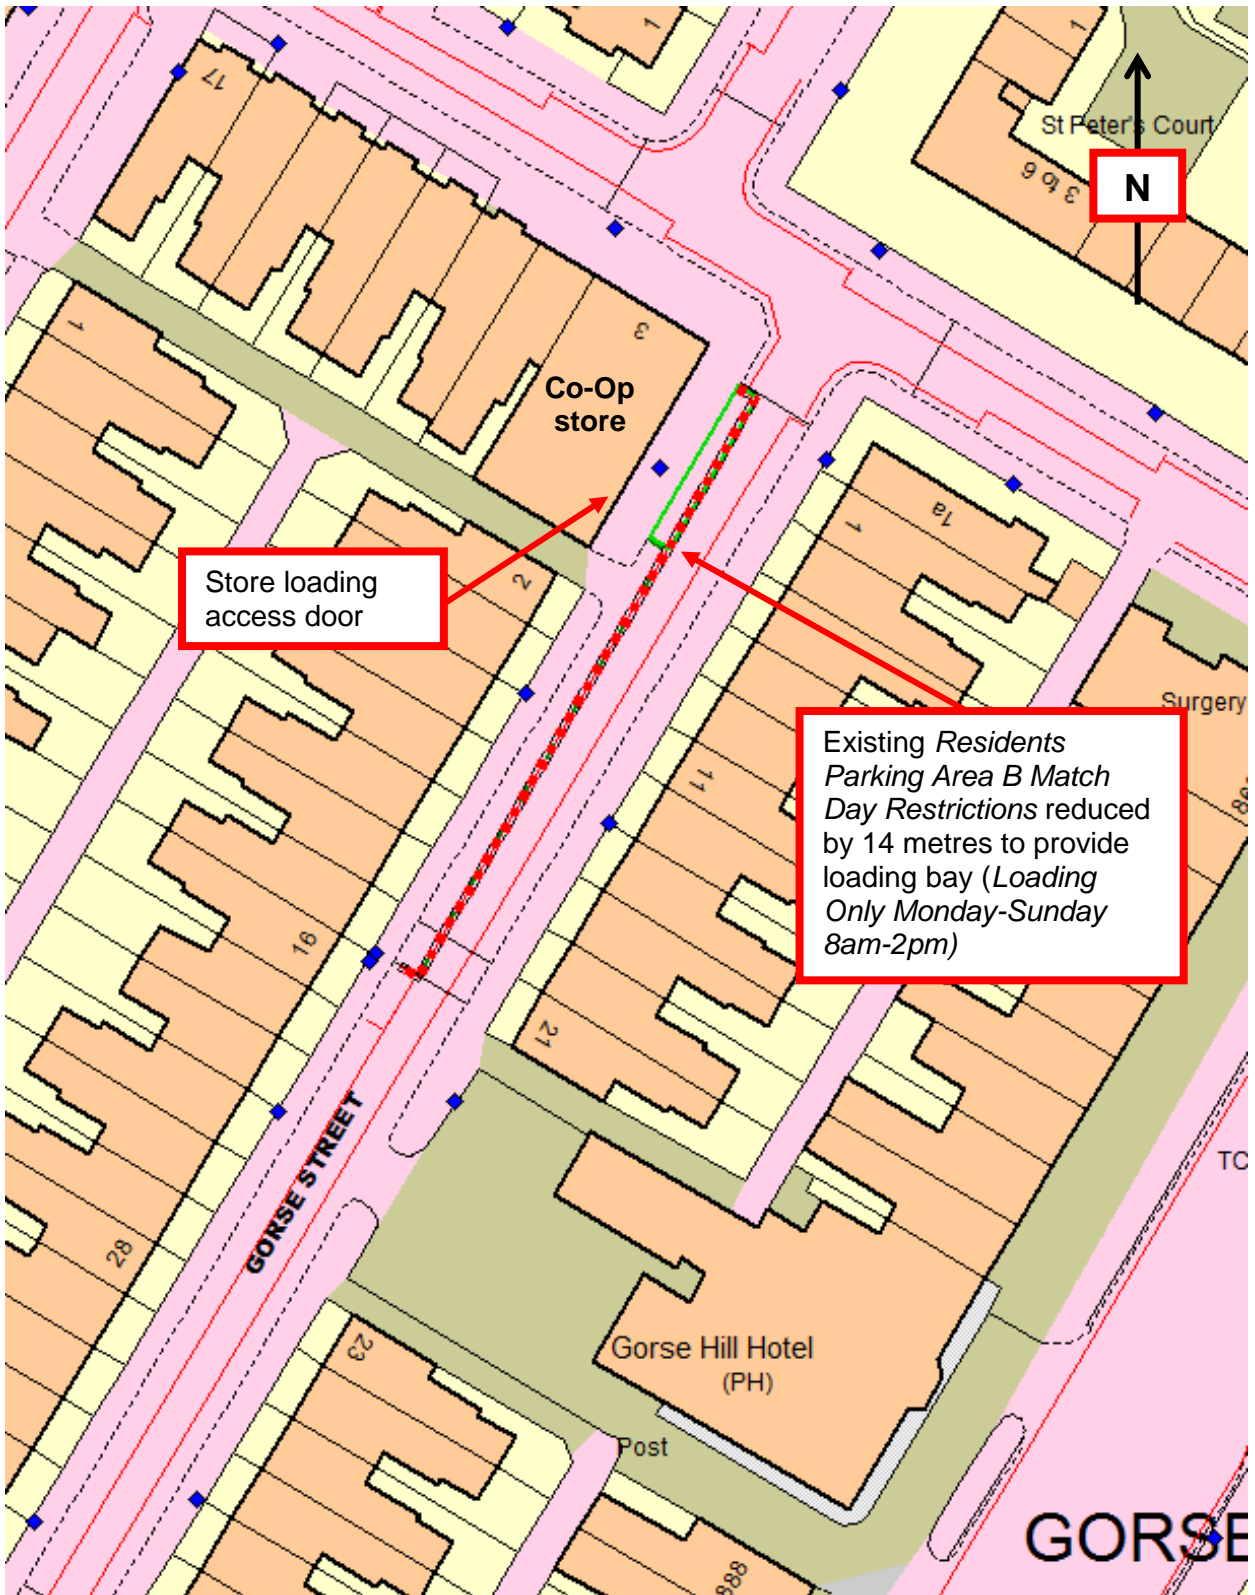 1
1
17
St Peter's Court
3 to 6
N
3
1
Co-Op
store
1
1a
2
Store loading
access door
Surgery
11
Existing Residents
Parking Area B Match
Day Restrictions reduced
by 14 metres to provide
loading bay (Loading
Only Monday-Sunday
8am-2pm)
16
21
GORSE STREET
TC
28
23
Gorse Hill Hotel
(PH)
Post
GORSE
888